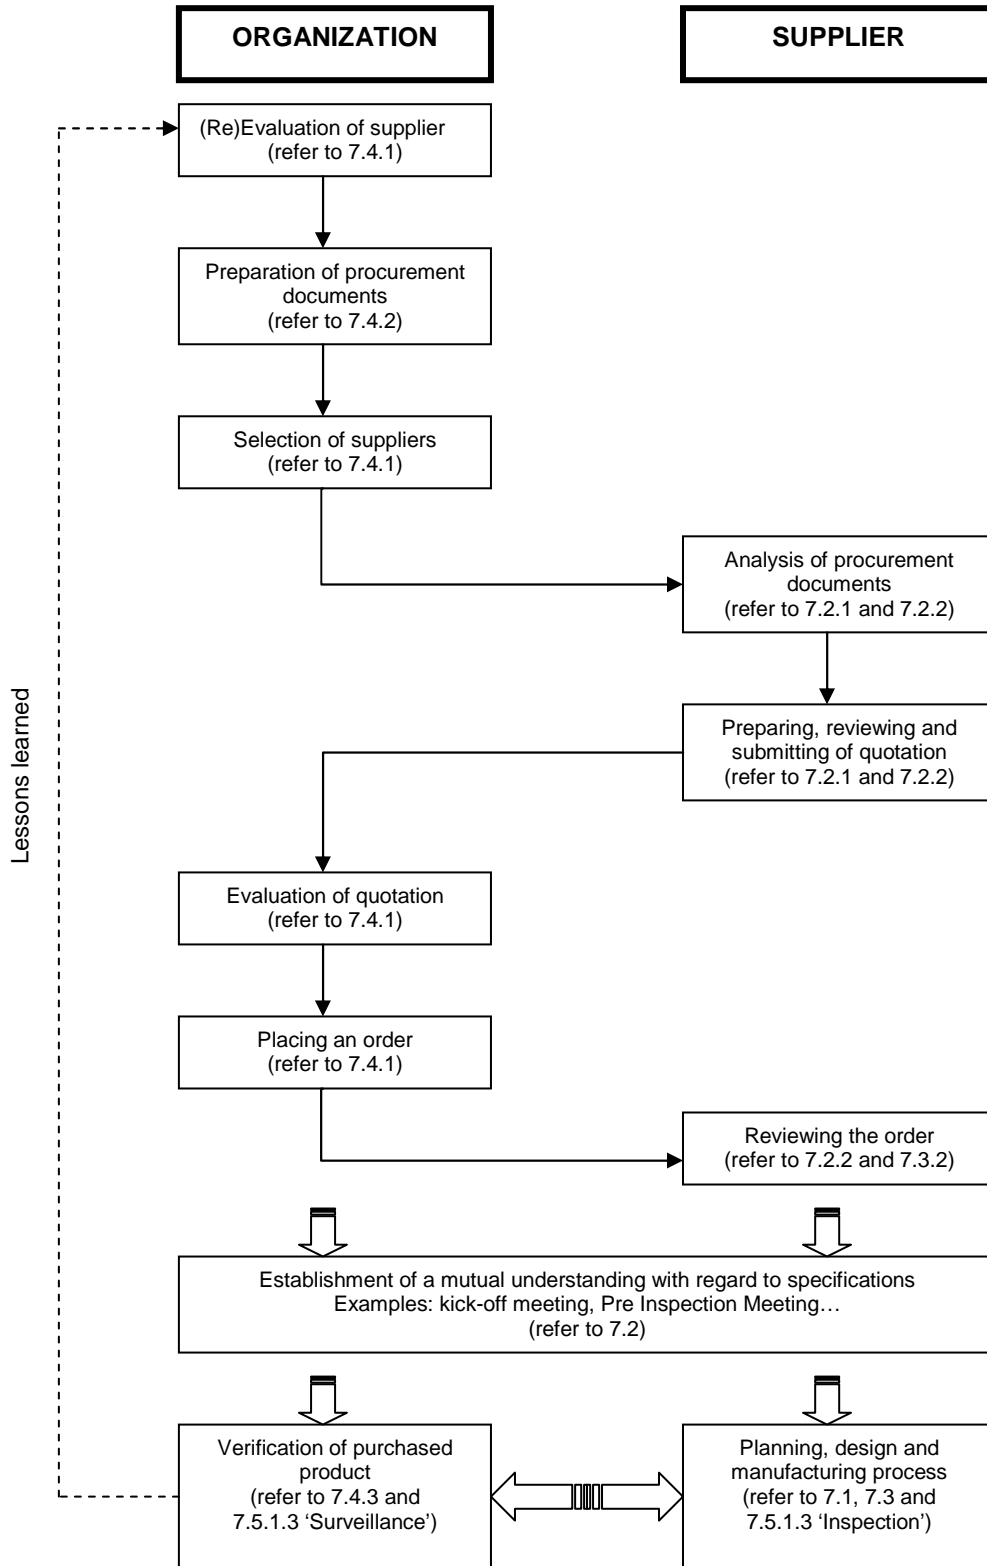 ORGANIZATION
SUPPLIER
(Re)Evaluation of supplier
(refer to 7.4.1)
Preparation of procurement
documents
(refer to 7.4.2)
Selection of suppliers
(refer to 7.4.1)
Analysis of procurement
documents
(refer to 7.2.1 and 7.2.2)
Preparing, reviewing and
submitting of quotation
(refer to 7.2.1 and 7.2.2)
Lessons learned
Evaluation of quotation
(refer to 7.4.1)
Placing an order
(refer to 7.4.1)
Reviewing the order
(refer to 7.2.2 and 7.3.2)
Establishment of a mutual understanding with regard to specifications
Examples: kick-off meeting, Pre Inspection Meeting…
(refer to 7.2)
Verification of purchased
product
(refer to 7.4.3 and
7.5.1.3 ‘Surveillance’)
Planning, design and
manufacturing process
(refer to 7.1, 7.3 and
7.5.1.3 ‘Inspection’)